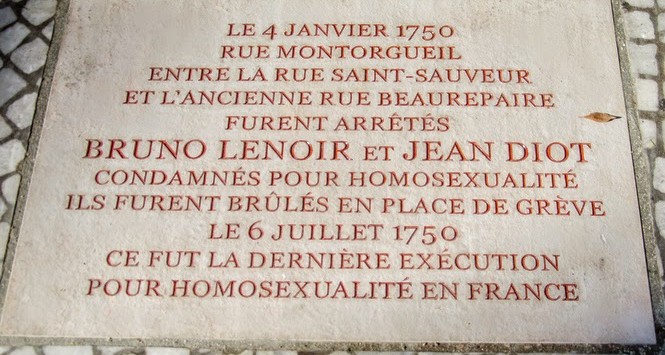 LE 4 JANVIER 1750
RUE MONTORGUEIL
ENTRE LA RUE SAINT-SAUVEUR
ET L'ANCIENNE RUE BEAUREPAIRE
FURENT ARRÊTÉS
BRUNO LENOIR ET JEAN DIOT
CONDAMNÉS POUR HOMOSEXUALITÉ
ILS FURENT BRÛLÉS EN PLACE DE GRÈVE
LE 6 JUILLET 1750
CE FUT LA DERNIÈRE EXÉCUTION
POUR HOMOSEXUALITÉ EN FRANCE